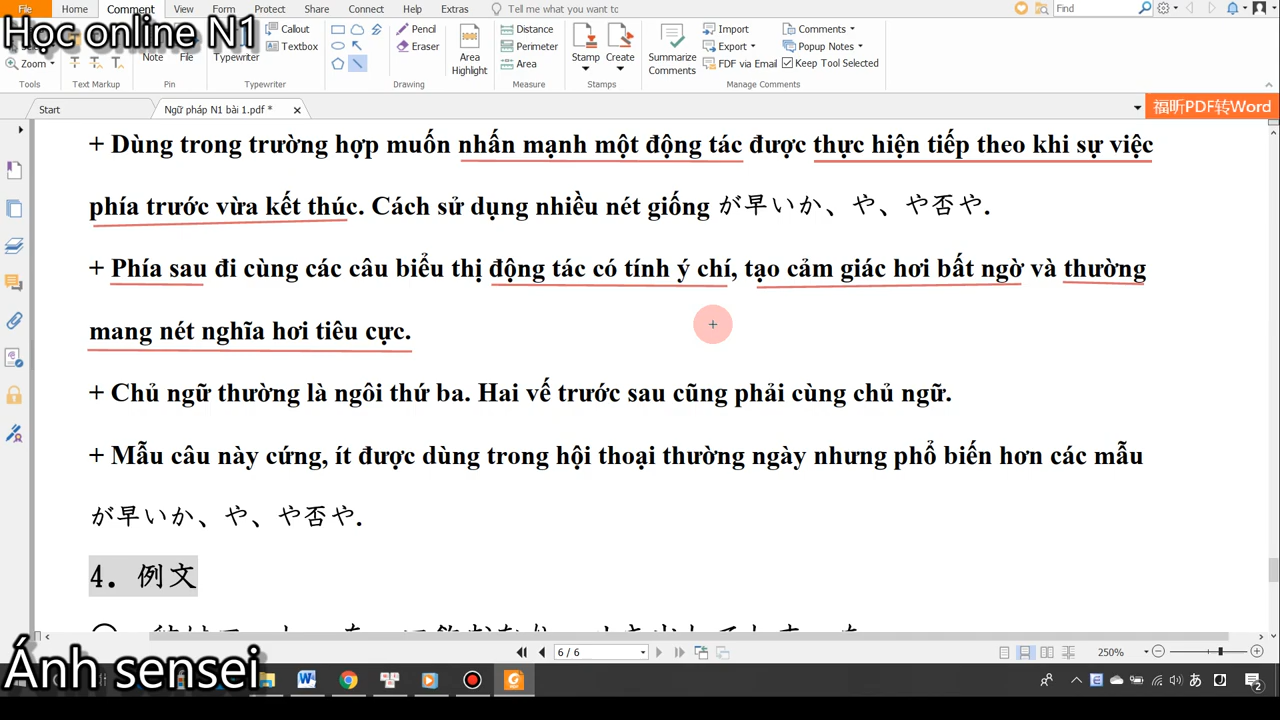 File Home Comment View Form Protect Share Connect Help Extras Tell me what you want to Find
Học online N1
Zoom Note File Typewriter Callout Textbox Pencil Eraser Area Highlight Distance Perimeter Area Stamp Create Summarize Comments Import Export FDF via Email Comments Popup Notes Keep Tool Selected
Tools Text Markup Typewriter Drawing Measure Stamps Manage Comments
Start Ngữ pháp N1 bài 1.pdf * 福昕PDF转Word
+ Dùng trong trường hợp muốn nhấn mạnh một động tác được thực hiện tiếp theo khi sự việc
phía trước vừa kết thúc. Cách sử dụng nhiều nét giống が早いか、や、や否や.
+ Phía sau đi cùng các câu biểu thị động tác có tính ý chí, tạo cảm giác hơi bất ngờ và thường
mang nét nghĩa hơi tiêu cực.
+ Chủ ngữ thường là ngôi thứ ba. Hai vế trước sau cũng phải cùng chủ ngữ.
+ Mẫu câu này cứng, ít được dùng trong hội thoại thường ngày nhưng phổ biến hơn các mẫu
が早いか、や、や否や.
4. 例文
6 / 6 250%
Ánh sensei
あ J 2